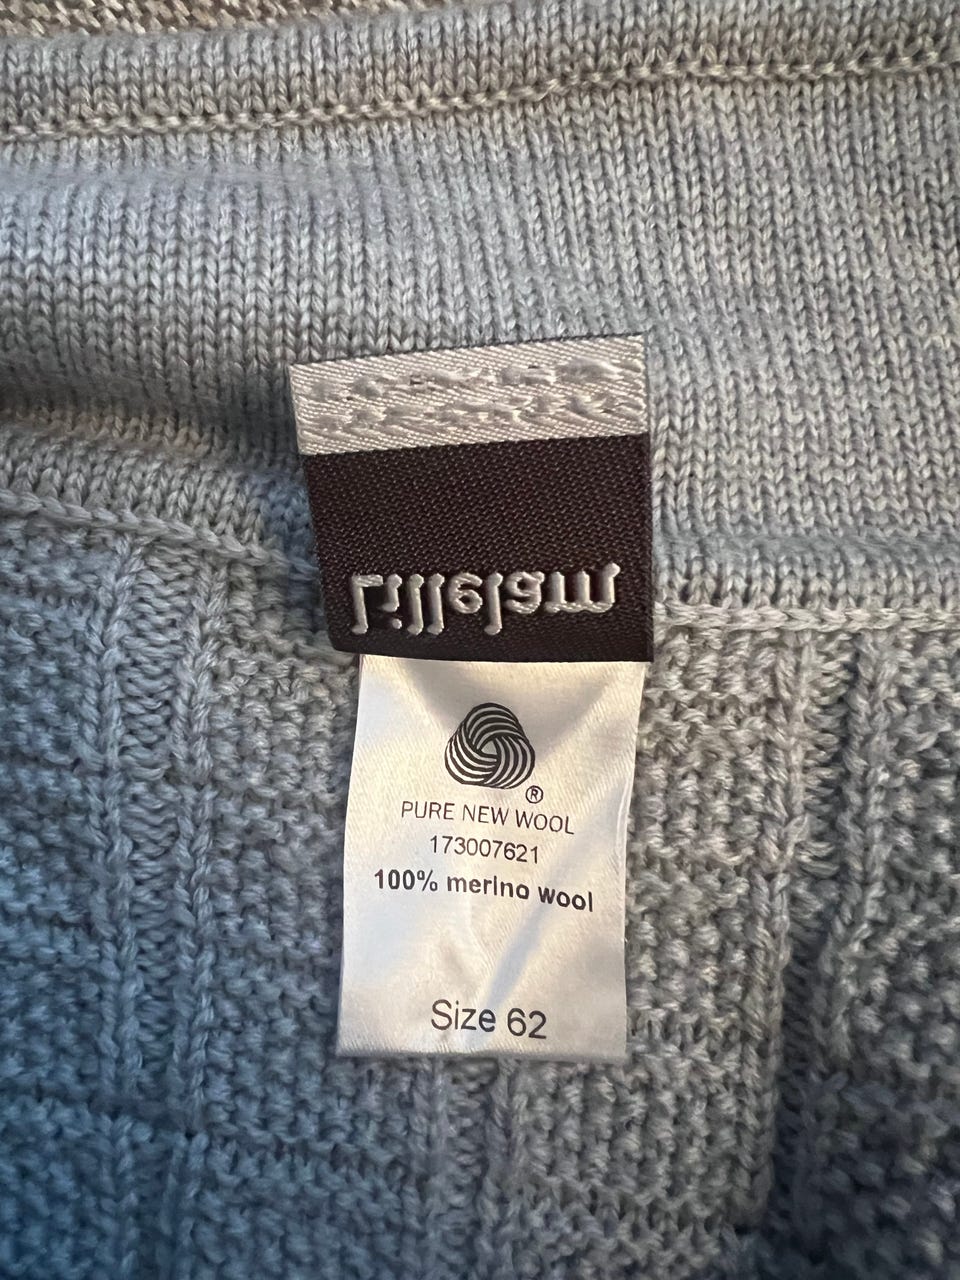 Lillelam
®
PURE NEW WOOL
173007621
100% merino wool
Size 62